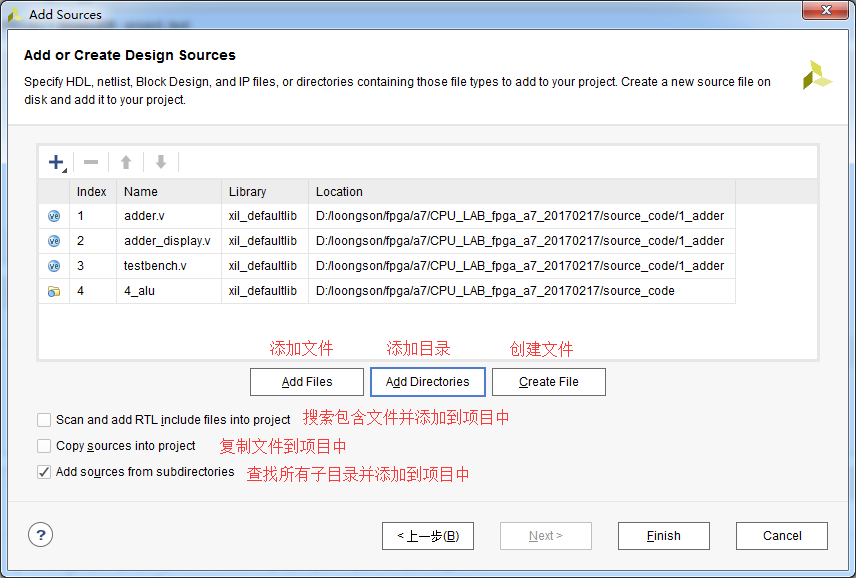 Add Sources
Add or Create Design Sources
Specify HDL, netlist, Block Design, and IP files, or directories containing those file types to add to your project. Create a new source file on
disk and add it to your project.
Index Name Library Location
1 adder.v xil_defaultlib D:/loongson/fpga/a7/CPU_LAB_fpga_a7_20170217/source_code/1_adder
2 adder_display.v xil_defaultlib D:/loongson/fpga/a7/CPU_LAB_fpga_a7_20170217/source_code/1_adder
3 testbench.v xil_defaultlib D:/loongson/fpga/a7/CPU_LAB_fpga_a7_20170217/source_code/1_adder
4 4_alu xil_defaultlib D:/loongson/fpga/a7/CPU_LAB_fpga_a7_20170217/source_code
添加文件 添加目录 创建文件
Add Files Add Directories Create File
Scan and add RTL include files into project 搜索包含文件并添加到项目中
Copy sources into project 复制文件到项目中
Add sources from subdirectories 查找所有子目录并添加到项目中
? < 上一步(B) Next > Finish Cancel